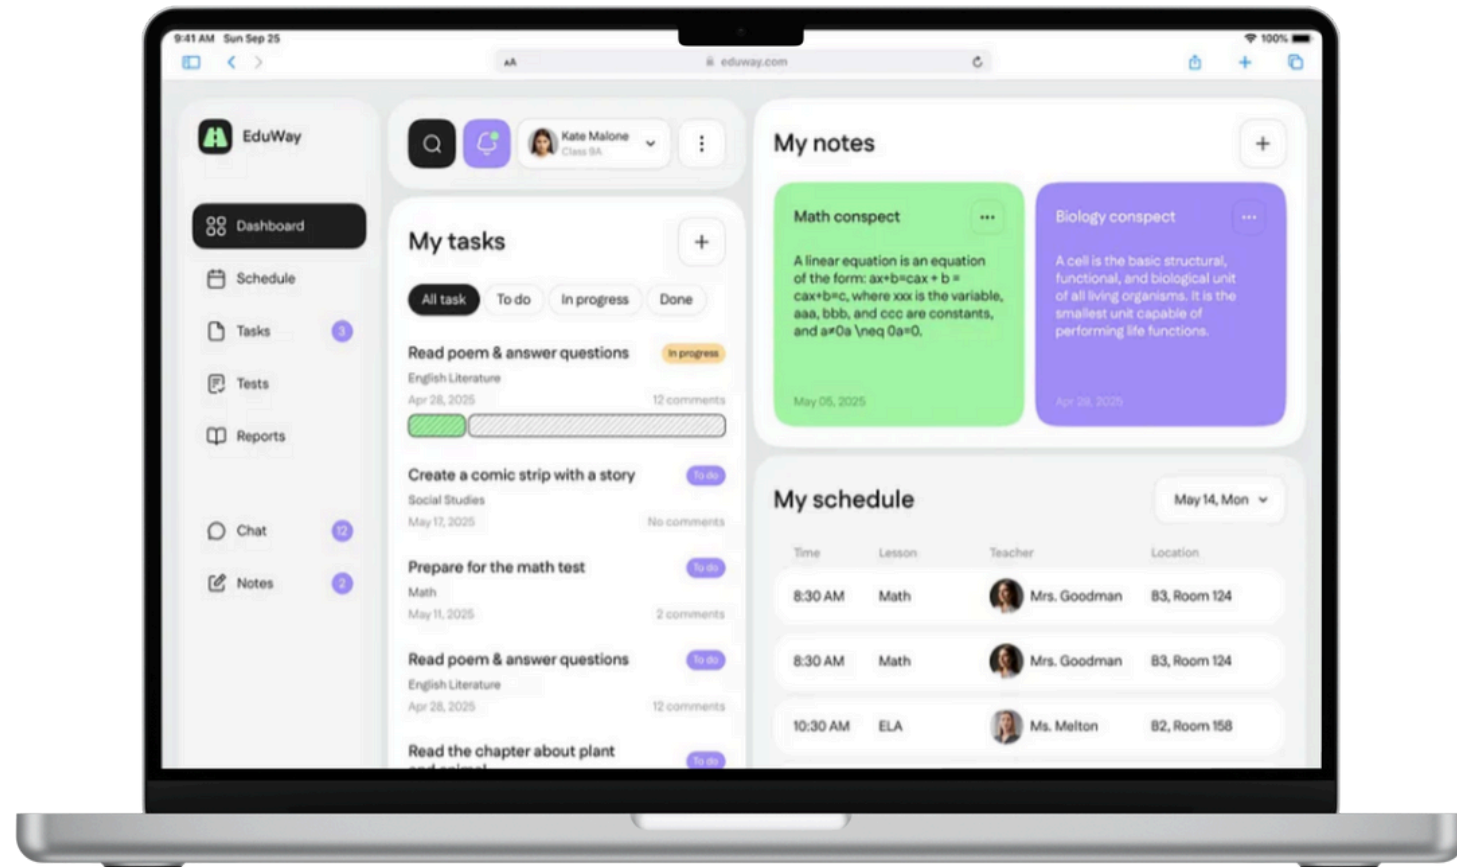 9:41 AM Sun Sep 25
100%
AA
eduway.com
EduWay
Dashboard
Schedule
Tasks 3
Tests
Reports
Chat 12
Notes 2
Kate Malone
Class 9A
My tasks
All task To do In progress Done
Read poem & answer questions In progress
English Literature
Apr 28, 2025 12 comments
Create a comic strip with a story To do
Social Studies
May 17, 2025 No comments
Prepare for the math test To do
Math
May 11, 2025 2 comments
Read poem & answer questions To do
English Literature
Apr 28, 2025 12 comments
Read the chapter about plant To do
and animal
My notes
Math conspect
A linear equation is an equation
of the form: ax+b=cax + b =
cax+b=c, where xxx is the variable,
aaa, bbb, and ccc are constants,
and a≠0a \neq 0a=0.
May 05, 2025
Biology conspect
A cell is the basic structural,
functional, and biological unit
of all living organisms. It is the
smallest unit capable of
performing life functions.
Apr 28, 2025
My schedule
May 14, Mon
Time Lesson Teacher Location
8:30 AM Math Mrs. Goodman B3, Room 124
8:30 AM Math Mrs. Goodman B3, Room 124
10:30 AM ELA Ms. Melton B2, Room 158